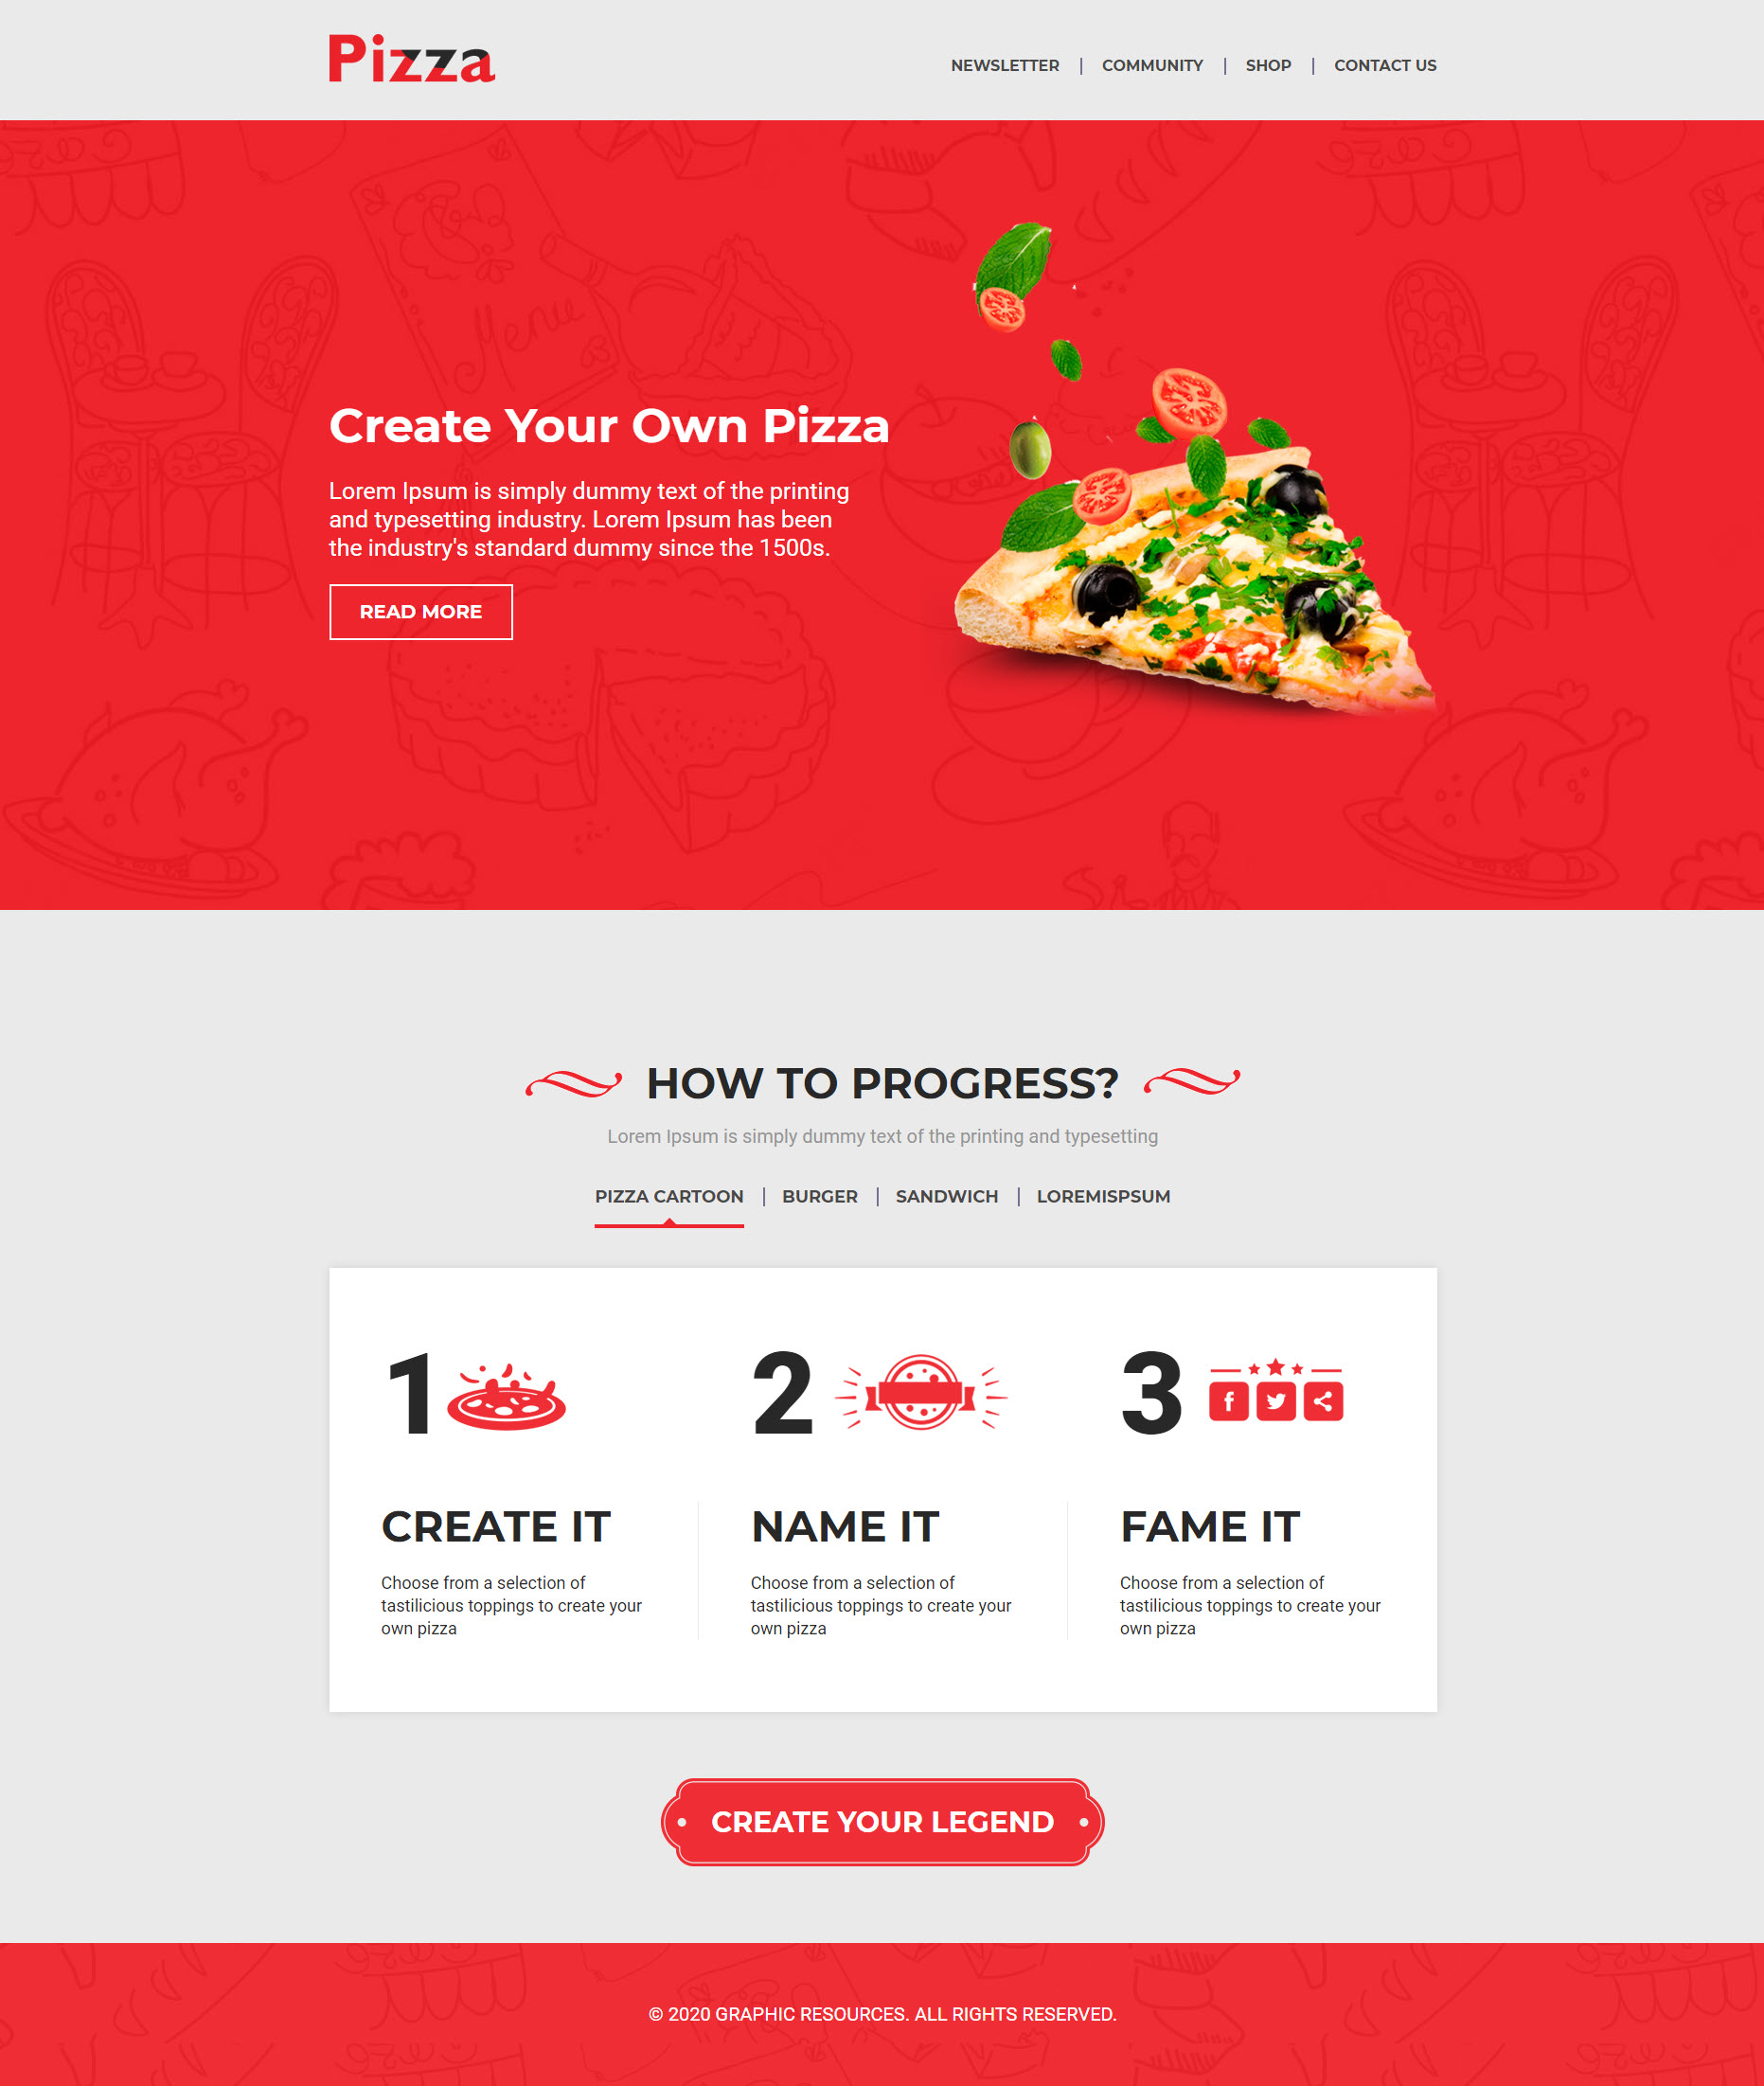 Pizza
NEWSLETTER | COMMUNITY | SHOP | CONTACT US
Menu
Create Your Own Pizza
Lorem Ipsum is simply dummy text of the printing
and typesetting industry. Lorem Ipsum has been
the industry's standard dummy since the 1500s.
READ MORE
HOW TO PROGRESS?
Lorem Ipsum is simply dummy text of the printing and typesetting
PIZZA CARTOON | BURGER | SANDWICH | LOREMISPSUM
1
2
3
CREATE IT
Choose from a selection of
tastilicious toppings to create your
own pizza
NAME IT
Choose from a selection of
tastilicious toppings to create your
own pizza
FAME IT
Choose from a selection of
tastilicious toppings to create your
own pizza
CREATE YOUR LEGEND
© 2020 GRAPHIC RESOURCES. ALL RIGHTS RESERVED.